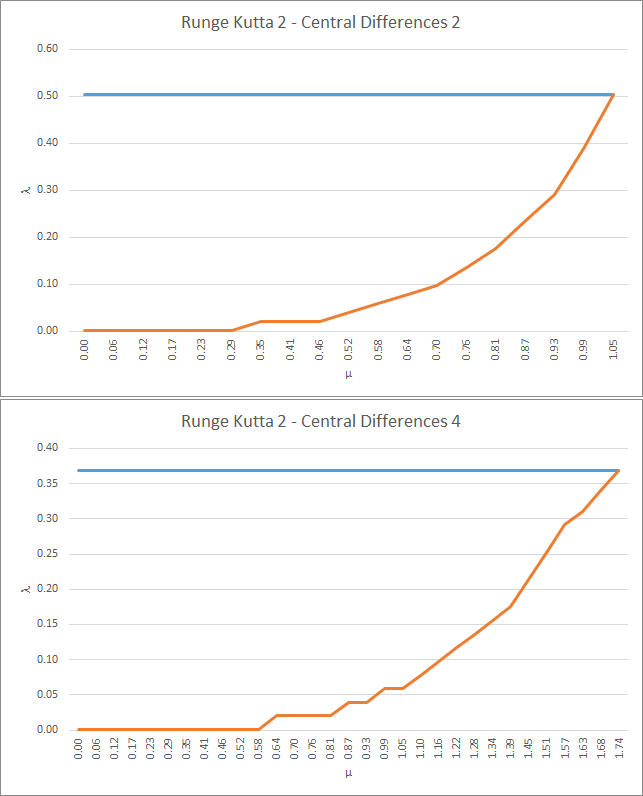 Runge Kutta 2 - Central Differences 2
0.60
0.50
0.40
0.30
0.20
0.10
0.00
λ
0.00 0.06 0.12 0.17 0.23 0.29 0.35 0.41 0.46 0.52 0.58 0.64 0.70 0.76 0.81 0.87 0.93 0.99 1.05
μ
Runge Kutta 2 - Central Differences 4
0.40
0.35
0.30
0.25
0.20
0.15
0.10
0.05
0.00
λ
0.00 0.06 0.12 0.17 0.23 0.29 0.35 0.41 0.46 0.52 0.58 0.64 0.70 0.76 0.81 0.87 0.93 0.99 1.05 1.10 1.16 1.22 1.28 1.34 1.39 1.45 1.51 1.57 1.63 1.68 1.74
μ